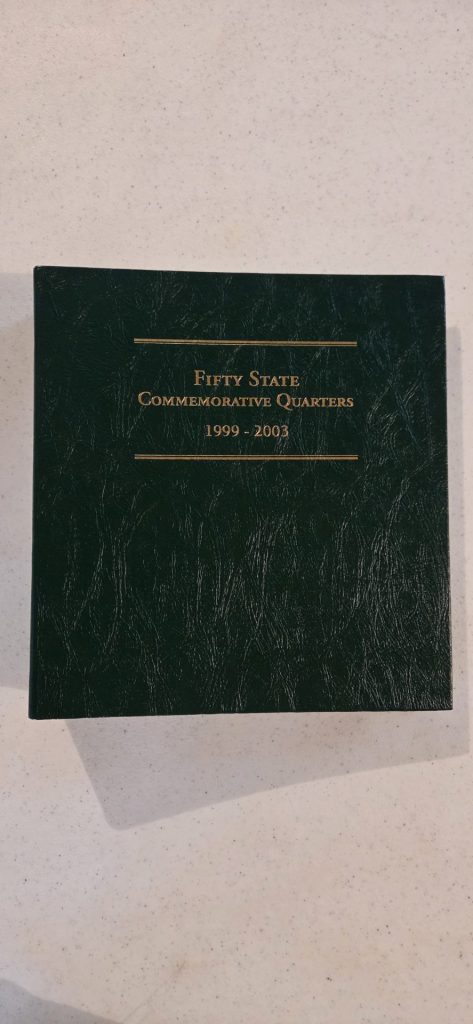 Fifty State
Commemorative Quarters
1999 - 2003